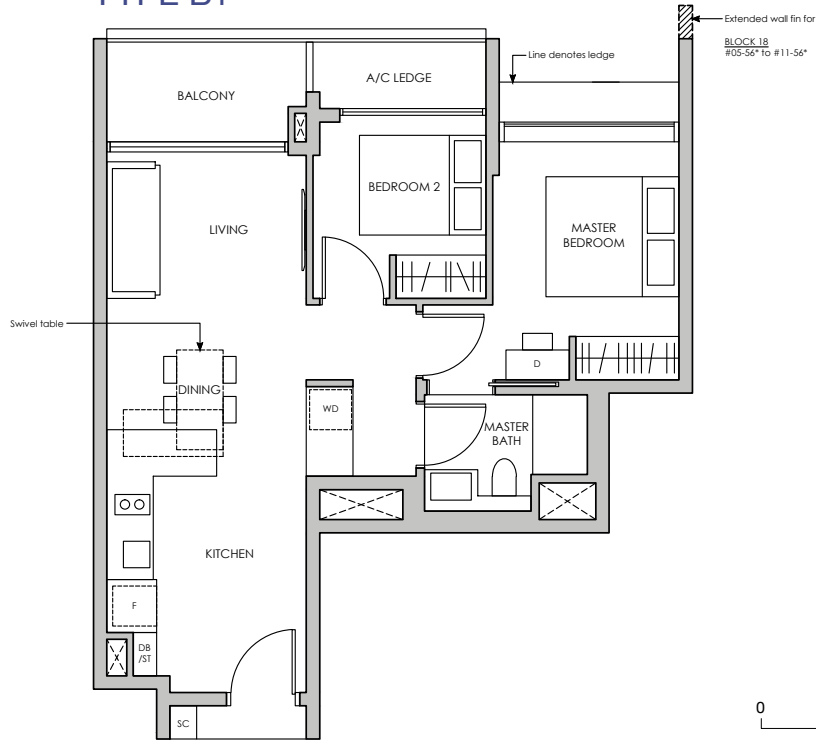 Extended wall fin for
BLOCK 18
#05-56* to #11-56*
Line denotes ledge
A/C LEDGE
BALCONY
BEDROOM 2
LIVING
MASTER
BEDROOM
Swivel table
D
DINING
WD
MASTER
BATH
KITCHEN
F
DB
/ST
SC
0